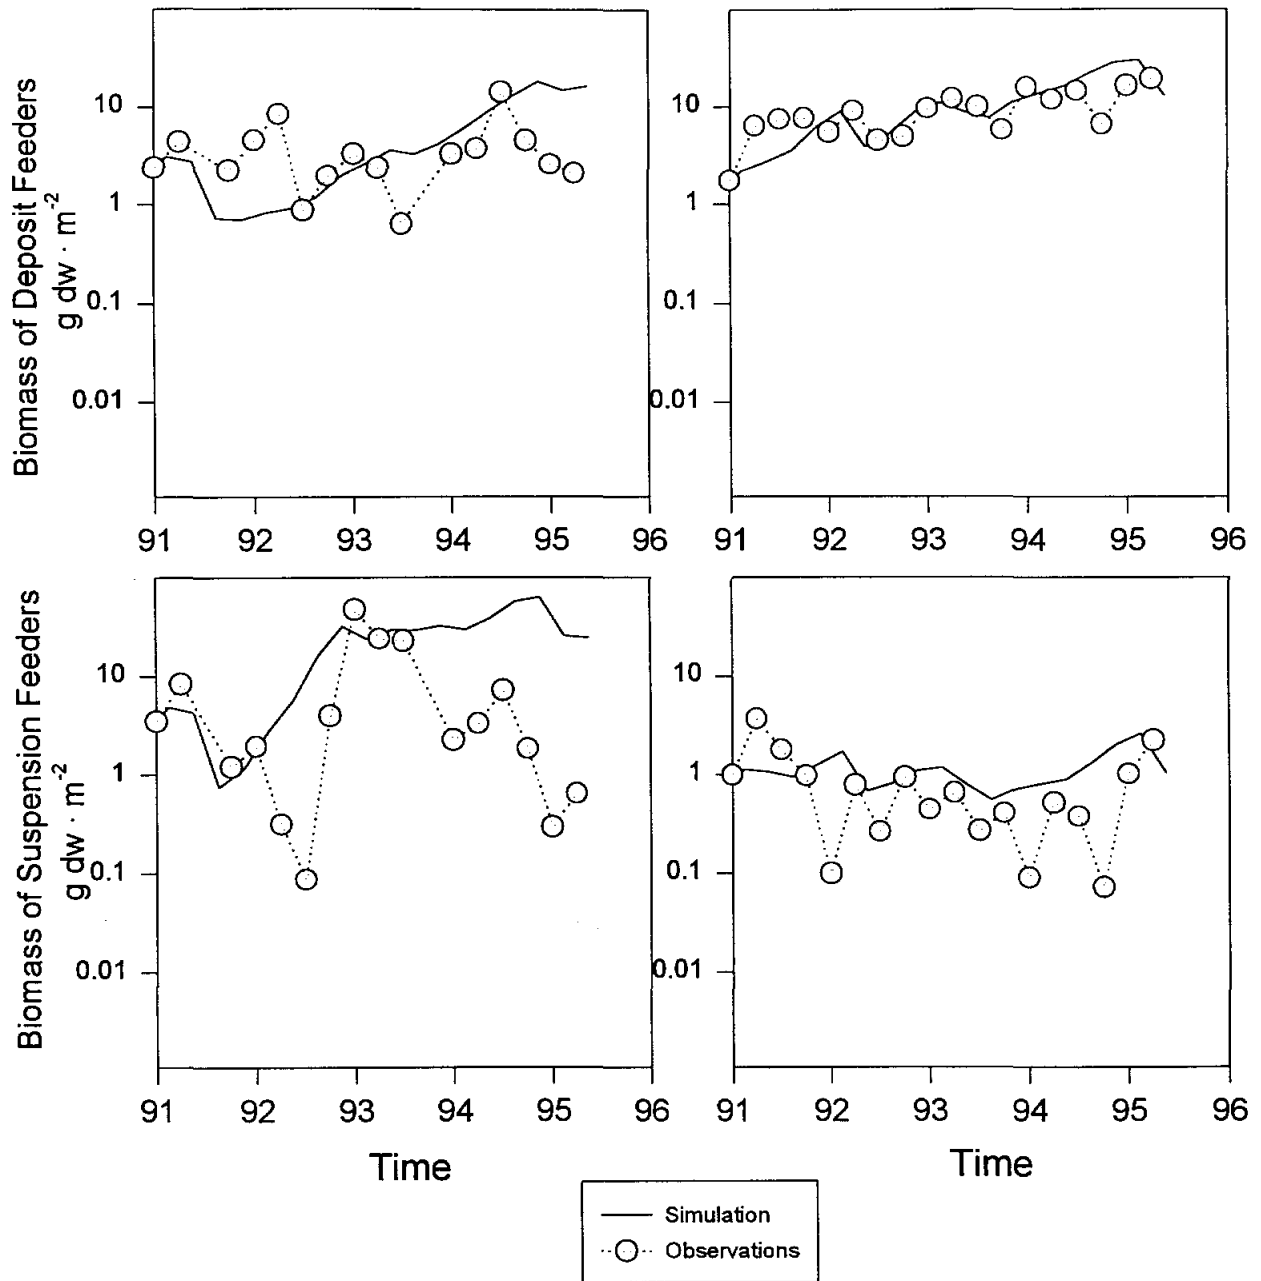 Biomass of Deposit Feeders
g dw · m⁻²
10
1
0.1
0.01
91 92 93 94 95 96
10
1
0.1
0.01
91 92 93 94 95 96
Biomass of Suspension Feeders
g dw · m⁻²
10
1
0.1
0.01
91 92 93 94 95 96
Time
10
1
0.1
0.01
91 92 93 94 95 96
Time
Simulation
Observations